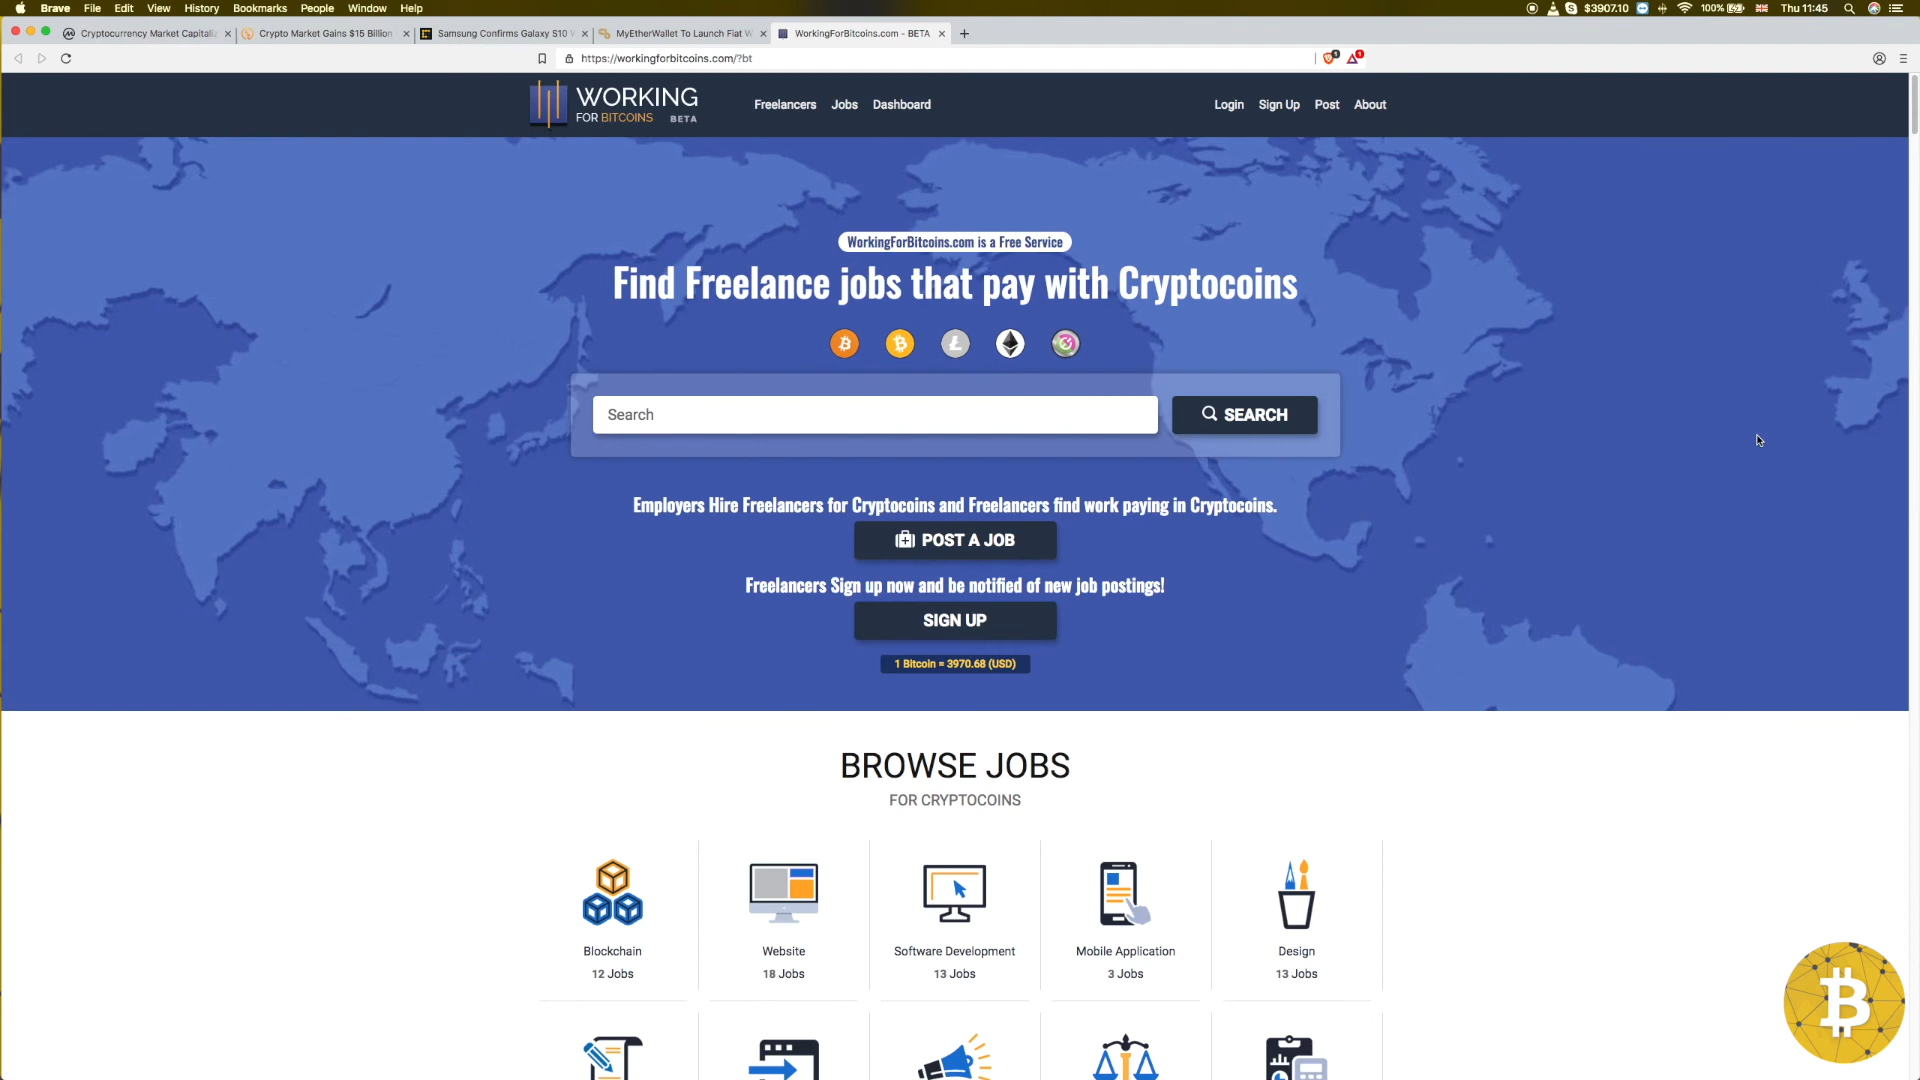 Brave File Edit View History Bookmarks People Window Help $3907.10 100% Thu 11:45
Cryptocurrency Market Capitaliz Crypto Market Gains $15 Billion Samsung Confirms Galaxy S10 MyEtherWallet To Launch Fiat WorkingForBitcoins.com - BETA
https://workingforbitcoins.com/?bt 1 1
WORKING
FOR BITCOINS BETA
Freelancers Jobs Dashboard Login Sign Up Post About
WorkingForBitcoins.com is a Free Service
Find Freelance jobs that pay with Cryptocoins
Search SEARCH
Employers Hire Freelancers for Cryptocoins and Freelancers find work paying in Cryptocoins.
POST A JOB
Freelancers Sign up now and be notified of new job postings!
SIGN UP
1 Bitcoin = 3970.68 (USD)
BROWSE JOBS
FOR CRYPTOCOINS
Blockchain Website Software Development Mobile Application Design
12 Jobs 18 Jobs 13 Jobs 3 Jobs 13 Jobs